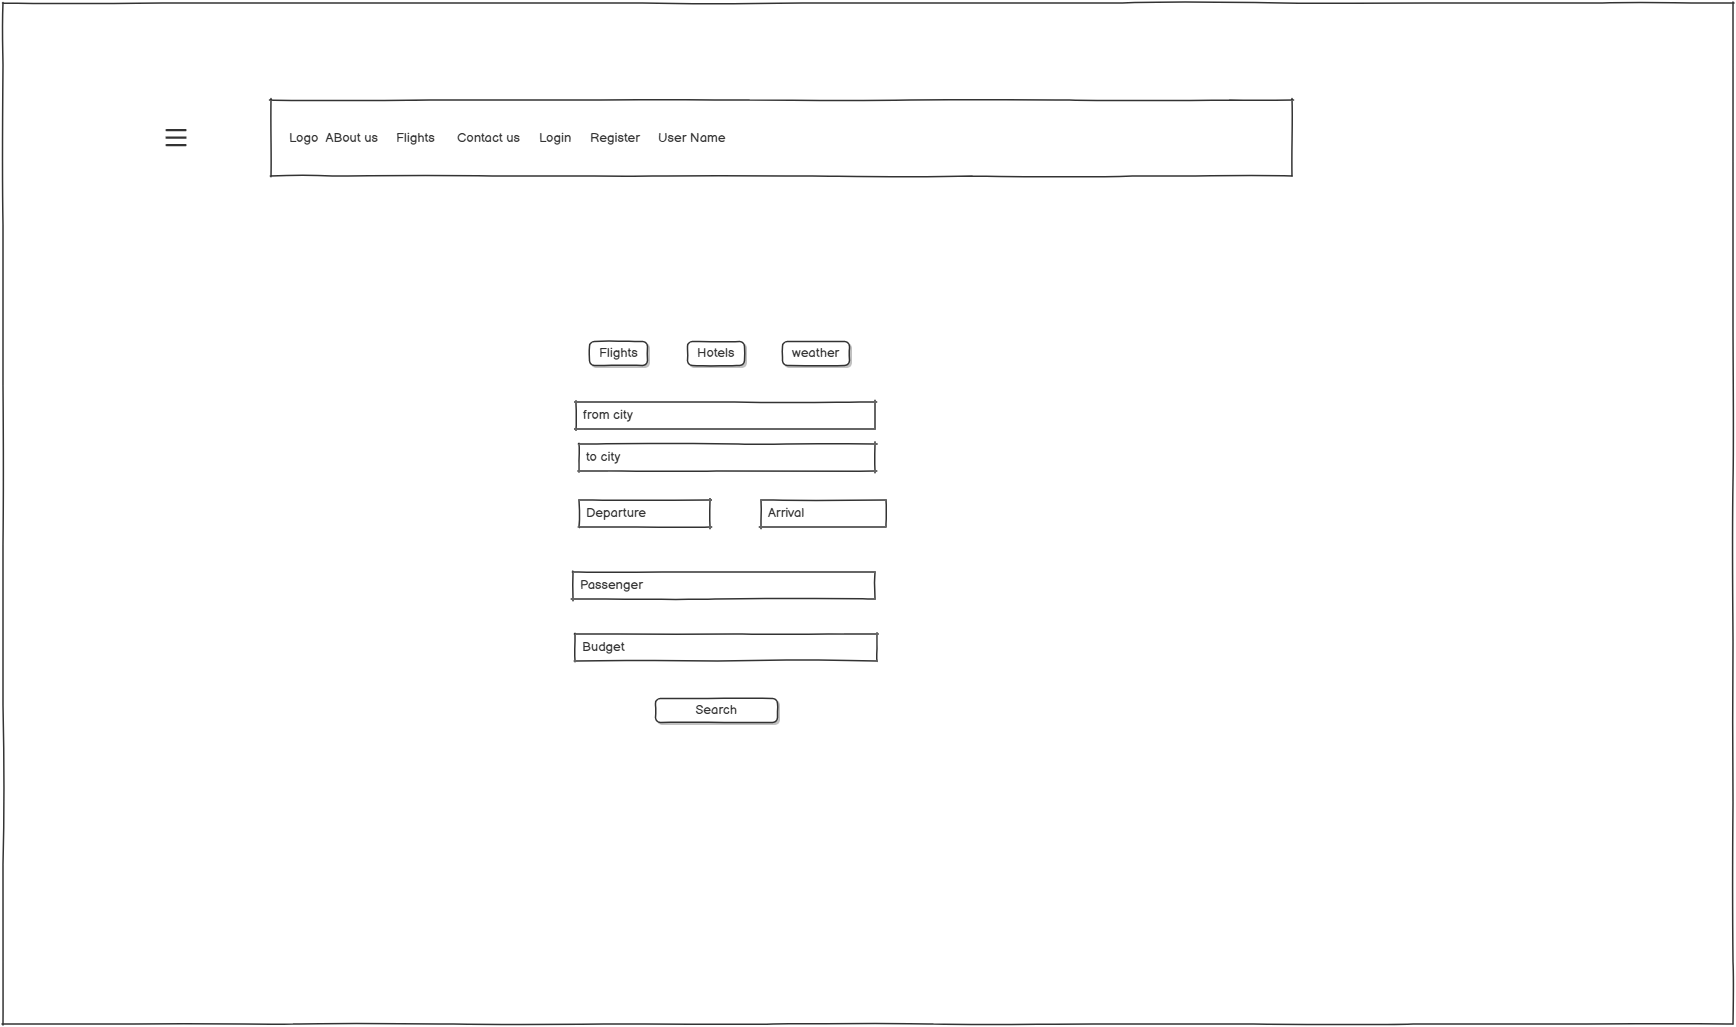 Logo ABout us Flights Contact us Login Register User Name
Flights Hotels weather
from city
to city
Departure Arrival
Passenger
Budget
Search